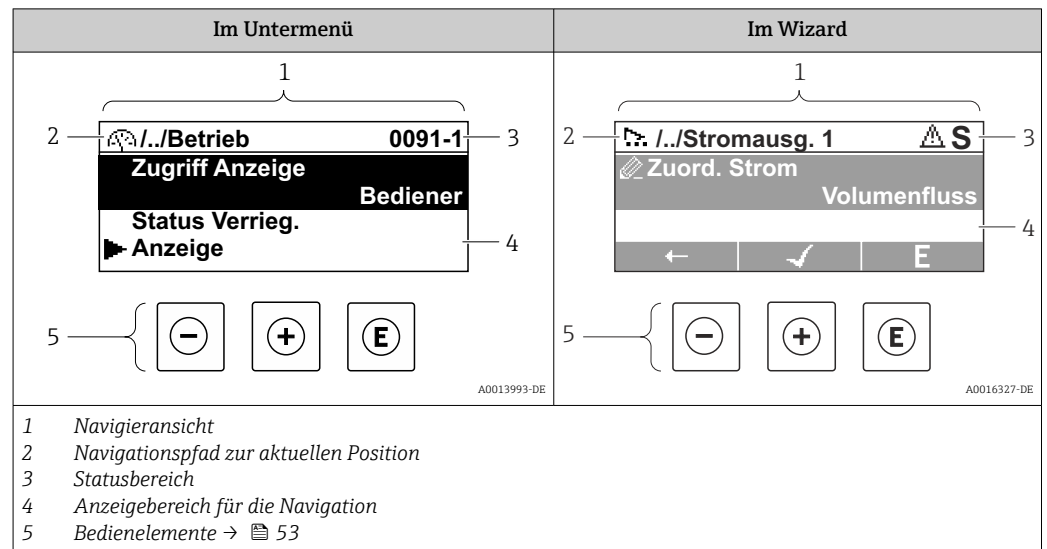 Im Untermenü
Im Wizard
1
2
/../Betrieb 0091-1
3
Zugriff Anzeige
Bediener
Status Verrieg.
Anzeige
4
5
- + E
A0013993-DE
1
2
/../Stromausg. 1 S
3
Zuord. Strom
Volumenfluss
4
← ✓ E
5
- + E
A0016327-DE
1 Navigieransicht
2 Navigationspfad zur aktuellen Position
3 Statusbereich
4 Anzeigebereich für die Navigation
5 Bedienelemente → 53